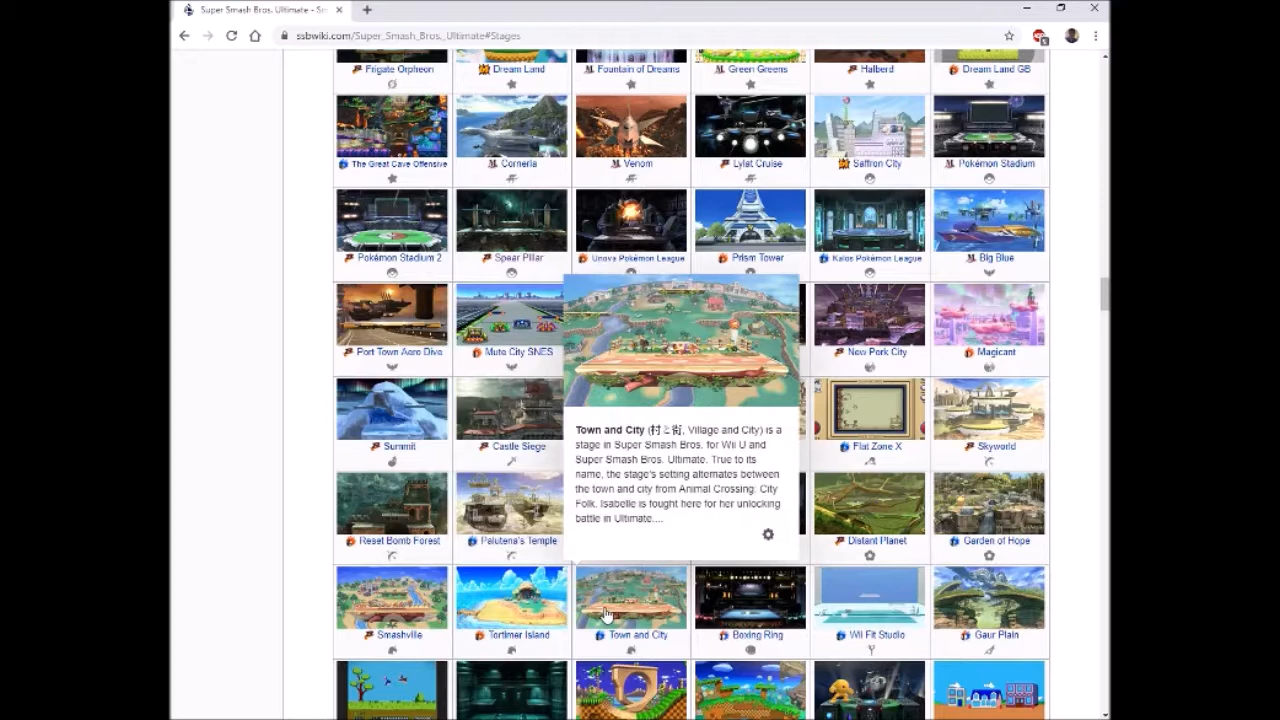 Super Smash Bros. Ultimate - Sm
ssbwiki.com/Super_Smash_Bros._Ultimate#Stages
Frigate Orpheon
Dream Land
Fountain of Dreams
Green Greens
Halberd
Dream Land GB
The Great Cave Offensive
Corneria
Venom
Lylat Cruise
Saffron City
Pokémon Stadium
Pokémon Stadium 2
Spear Pillar
Unova Pokémon League
Prism Tower
Kalos Pokémon League
Big Blue
Port Town Aero Dive
Mute City SNES
New Pork City
Magicant
Summit
Castle Siege
Flat Zone X
Skyworld
Town and City (村と街, Village and City) is a
stage in Super Smash Bros. for Wii U and
Super Smash Bros. Ultimate. True to its
name, the stage's setting alternates between
the town and city from Animal Crossing: City
Folk. Isabelle is fought here for her unlocking
battle in Ultimate....
Reset Bomb Forest
Palutena's Temple
Distant Planet
Garden of Hope
Smashville
Tortimer Island
Town and City
Boxing Ring
Wii Fit Studio
Gaur Plain